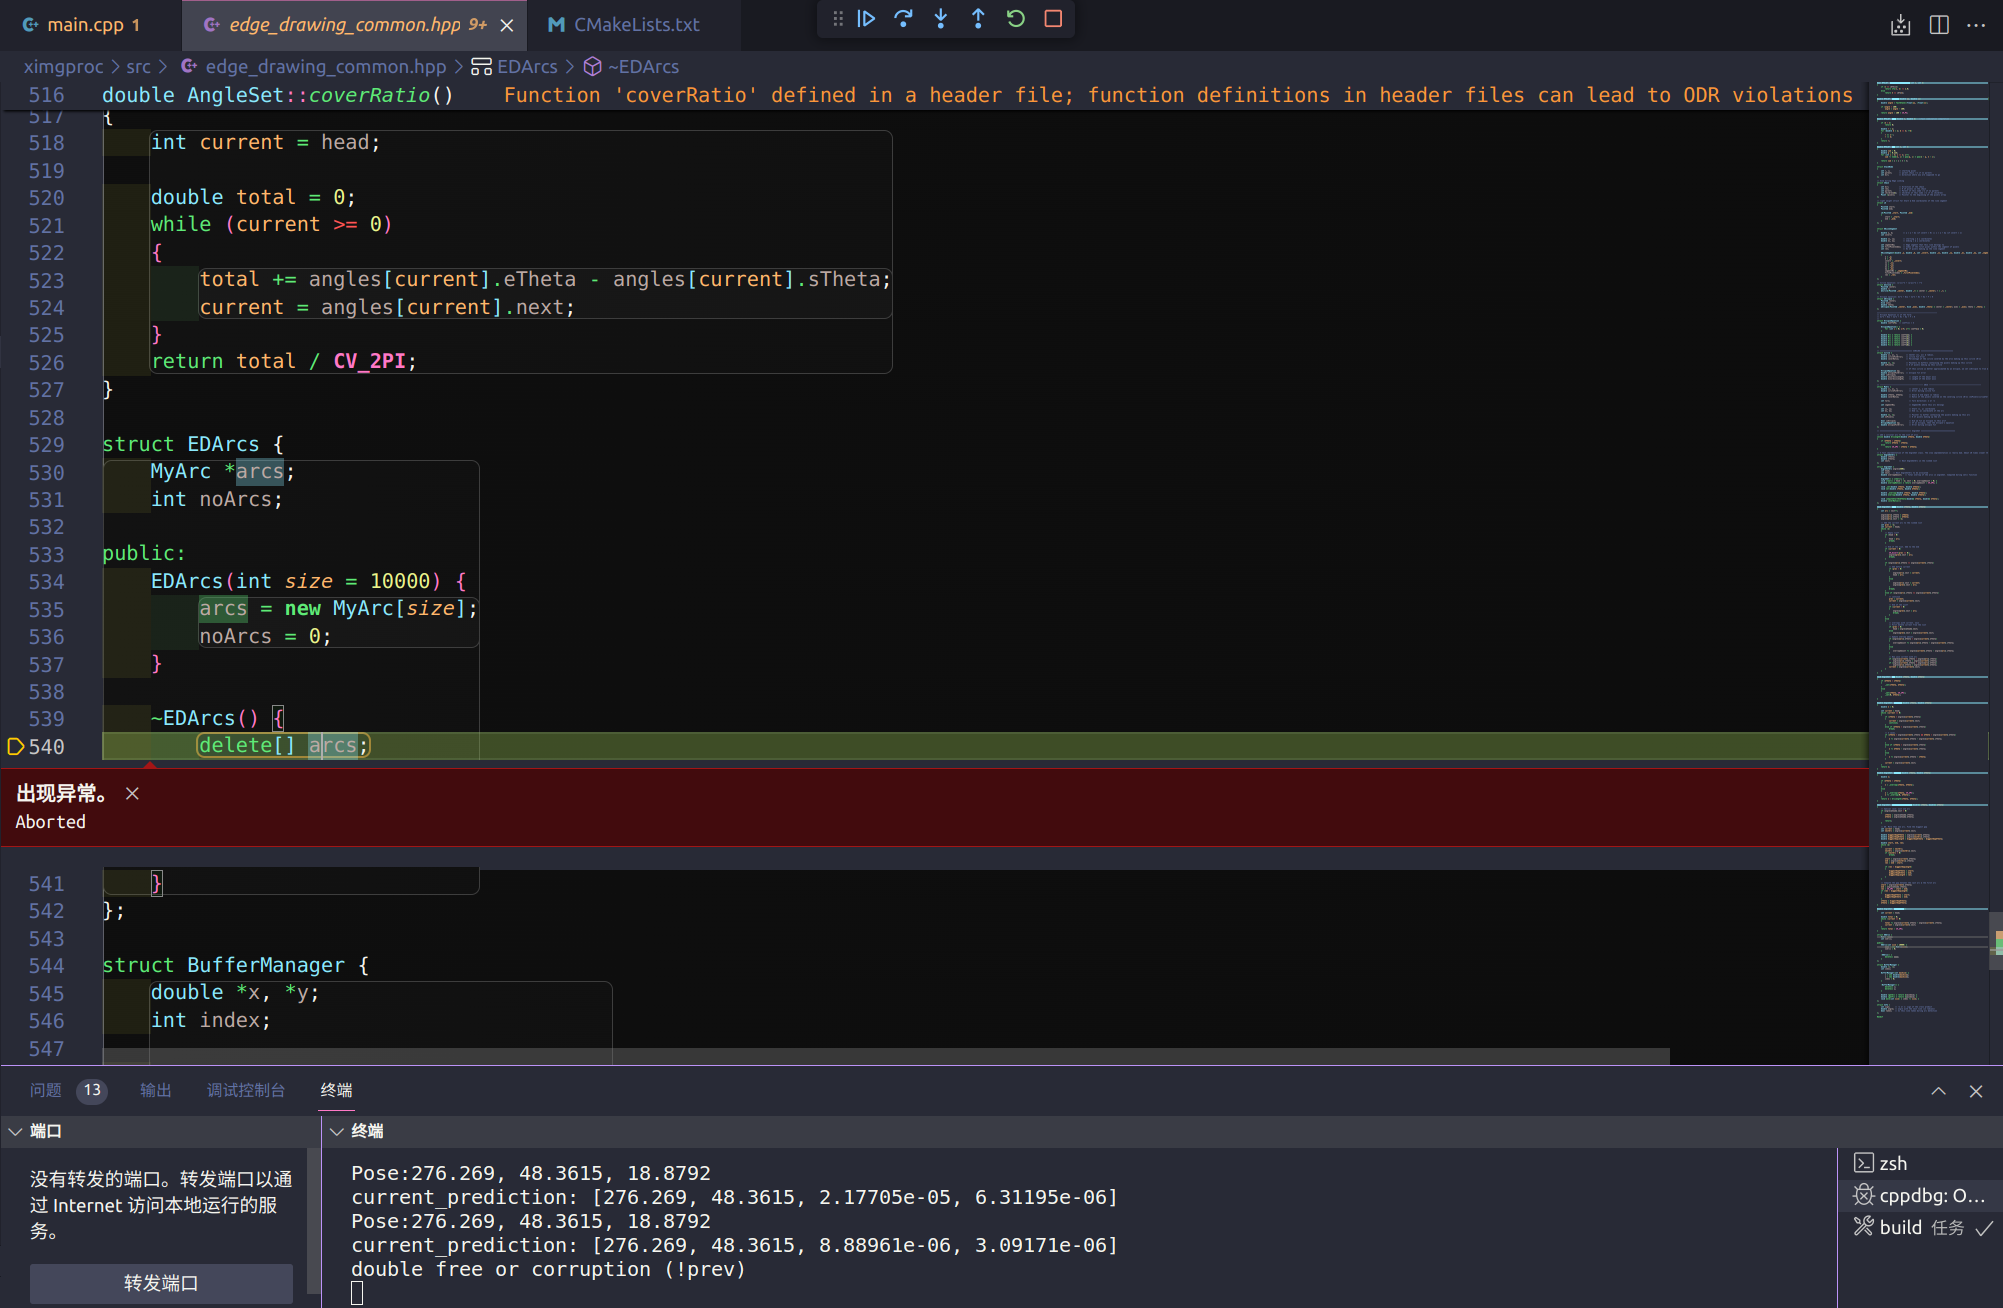 main.cpp 1
edge_drawing_common.hpp 9+
CMakeLists.txt
ximgproc > src > edge_drawing_common.hpp > EDArcs > ~EDArcs
516 double AngleSet::coverRatio() Function 'coverRatio' defined in a header file; function definitions in header files can lead to ODR violations
517 {
518 int current = head;
519
520 double total = 0;
521 while (current >= 0)
522 {
523 total += angles[current].eTheta - angles[current].sTheta;
524 current = angles[current].next;
525 }
526 return total / CV_2PI;
527 }
528
529 struct EDArcs {
530 MyArc *arcs;
531 int noArcs;
532
533 public:
534 EDArcs(int size = 10000) {
535 arcs = new MyArc[size];
536 noArcs = 0;
537 }
538
539 ~EDArcs() {
540 delete[] arcs;
出现异常。
Aborted
541 }
542 };
543
544 struct BufferManager {
545 double *x, *y;
546 int index;
547
问题 13 输出 调试控制台 终端
端口
没有转发的端口。转发端口以通
过 Internet 访问本地运行的服
务。
转发端口
终端
Pose:276.269, 48.3615, 18.8792
current_prediction: [276.269, 48.3615, 2.17705e-05, 6.31195e-06]
Pose:276.269, 48.3615, 18.8792
current_prediction: [276.269, 48.3615, 8.88961e-06, 3.09171e-06]
double free or corruption (!prev)
zsh
cppdbg: O...
build 任务